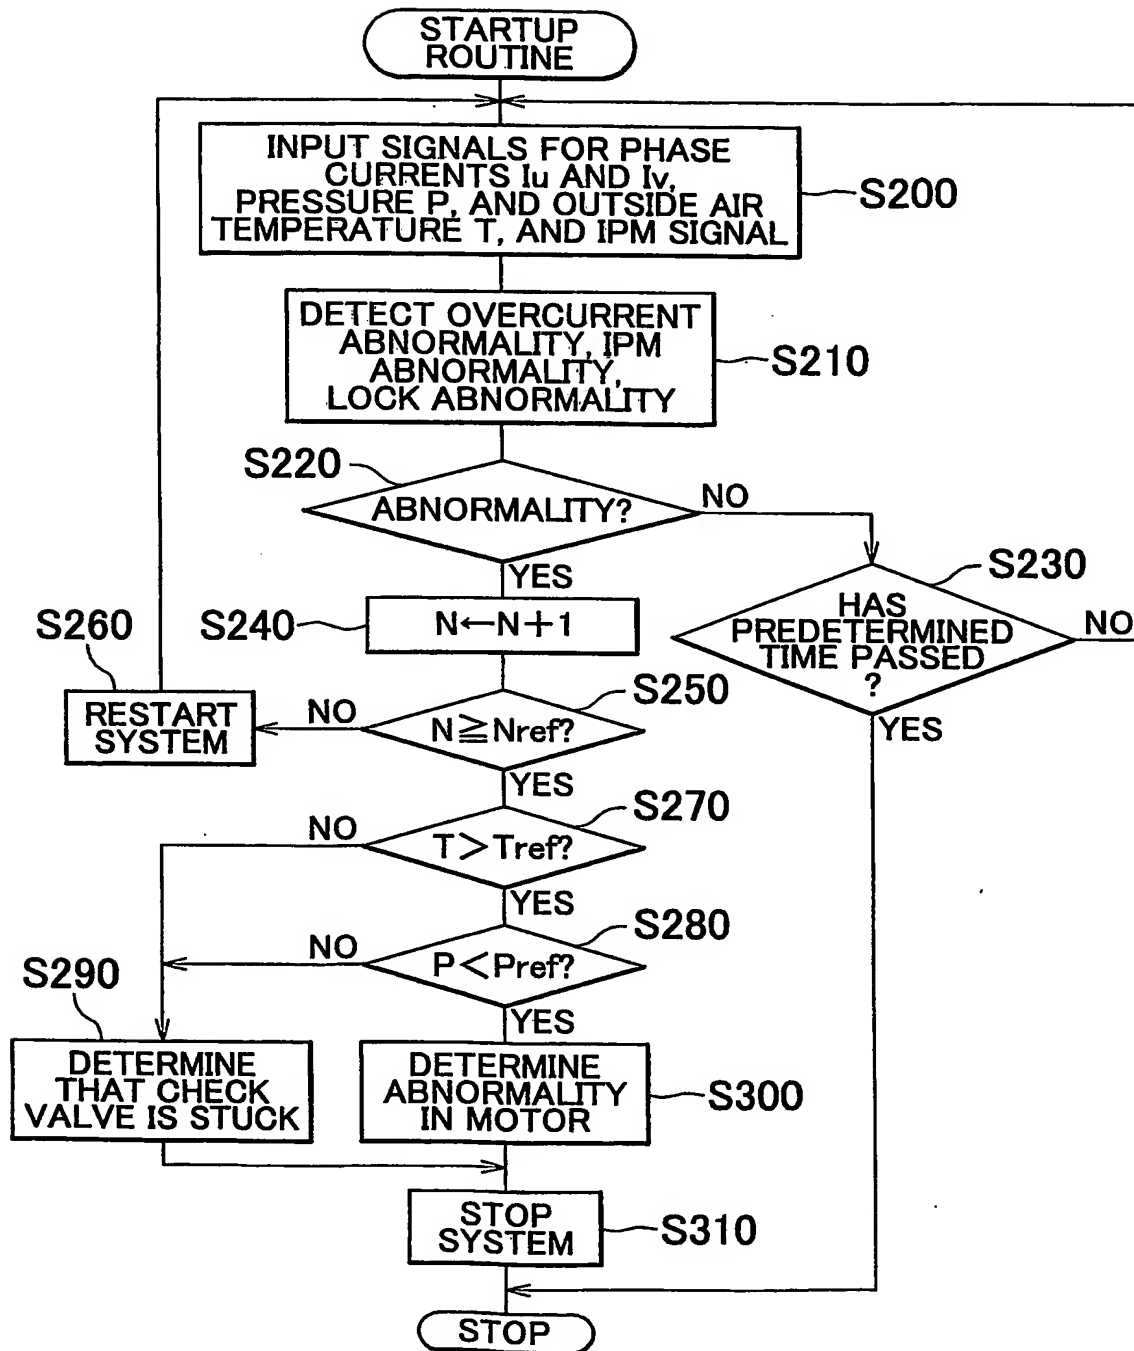 STARTUP
ROUTINE
INPUT SIGNALS FOR PHASE
CURRENTS Iu AND Iv,
PRESSURE P, AND OUTSIDE AIR
TEMPERATURE T, AND IPM SIGNAL
S200
DETECT OVERCURRENT
ABNORMALITY, IPM
ABNORMALITY,
LOCK ABNORMALITY
S210
S220
ABNORMALITY?
NO
YES
S230
HAS
PREDETERMINED
TIME PASSED
?
NO
YES
S240
N←N+1
S260
RESTART
SYSTEM
NO
S250
N≧Nref?
YES
S270
NO
T>Tref?
YES
S280
NO
P<Pref?
YES
S290
DETERMINE
THAT CHECK
VALVE IS STUCK
DETERMINE
ABNORMALITY
IN MOTOR
S300
STOP
SYSTEM
S310
STOP